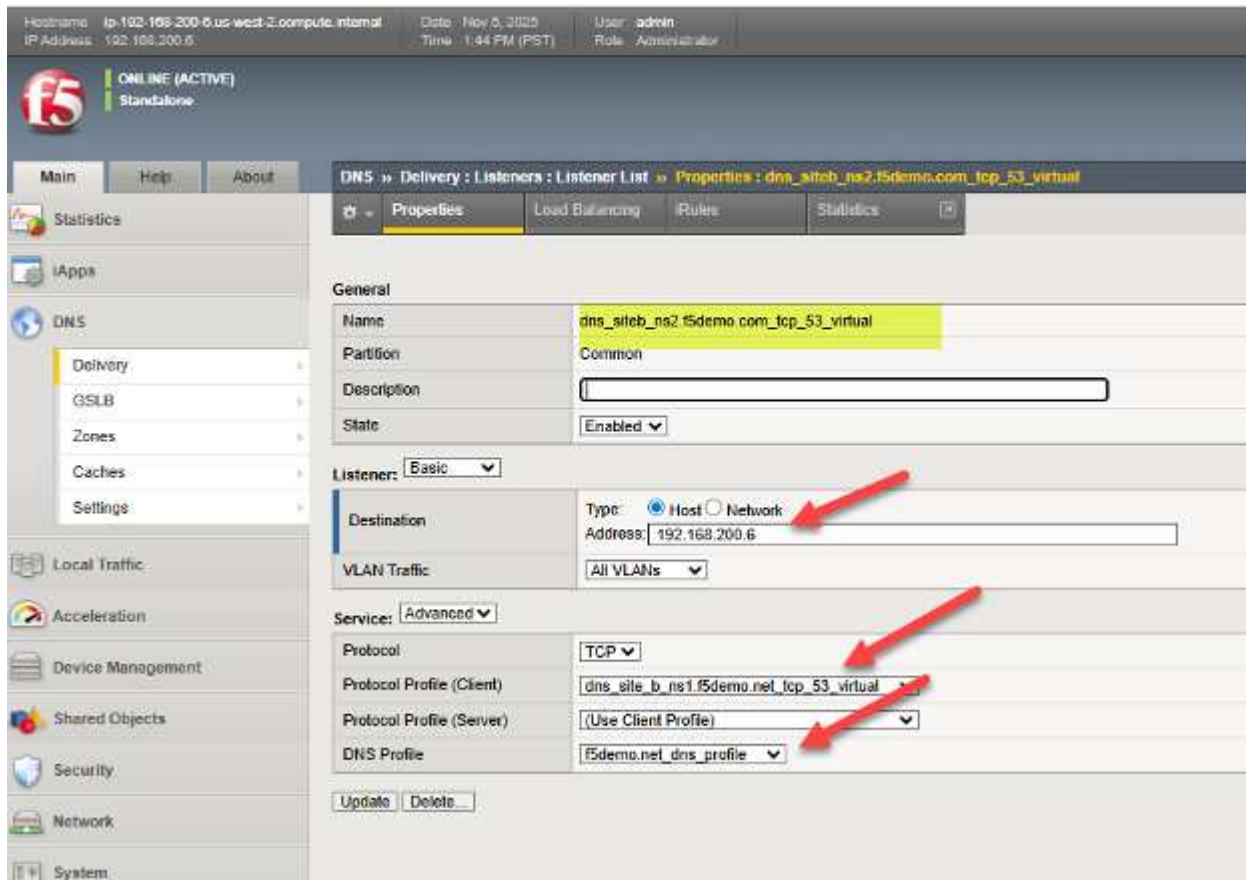 Hostname ip-192-168-200-6.us-west-2.compute.internal Date Nov 5, 2025 User admin
IP Address 192.168.200.6 Time 1:44 PM (PST) Role Administrator
f5
ONLINE (ACTIVE)
Standalone
Main Help About
DNS » Delivery : Listeners : Listener List » Properties : dns_siteb_ns2.f5demo.com_tcp_53_virtual
Properties Load Balancing iRules Statistics
Statistics
iApps
DNS
Delivery
GSLB
Zones
Caches
Settings
Local Traffic
Acceleration
Device Management
Shared Objects
Security
Network
System
General
Name dns_siteb_ns2.f5demo.com_tcp_53_virtual
Partition Common
Description
State Enabled
Listener: Basic
Destination Type: Host Network
Address: 192.168.200.6
VLAN Traffic All VLANs
Service: Advanced
Protocol TCP
Protocol Profile (Client) dns_site_b_ns1.f5demo.net_tcp_53_virtual
Protocol Profile (Server) (Use Client Profile)
DNS Profile f5demo.net_dns_profile
Update Delete...